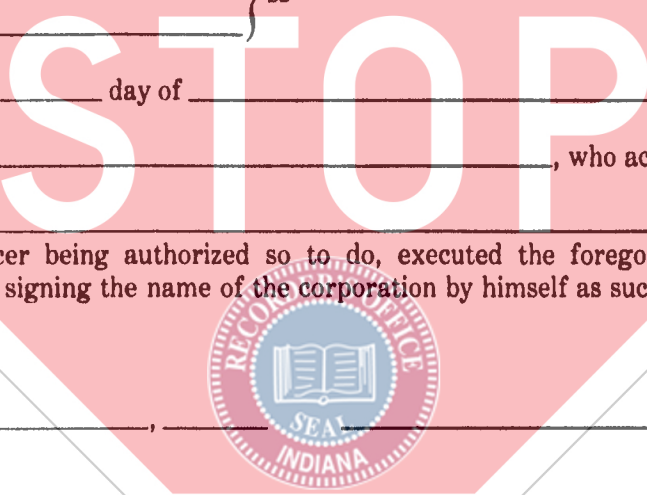 STOP
day of
, who ac
cer being authorized so to do, executed the forego
signing the name of the corporation by himself as suc
RECORDER'S OFFICE
SEAL
INDIANA
,